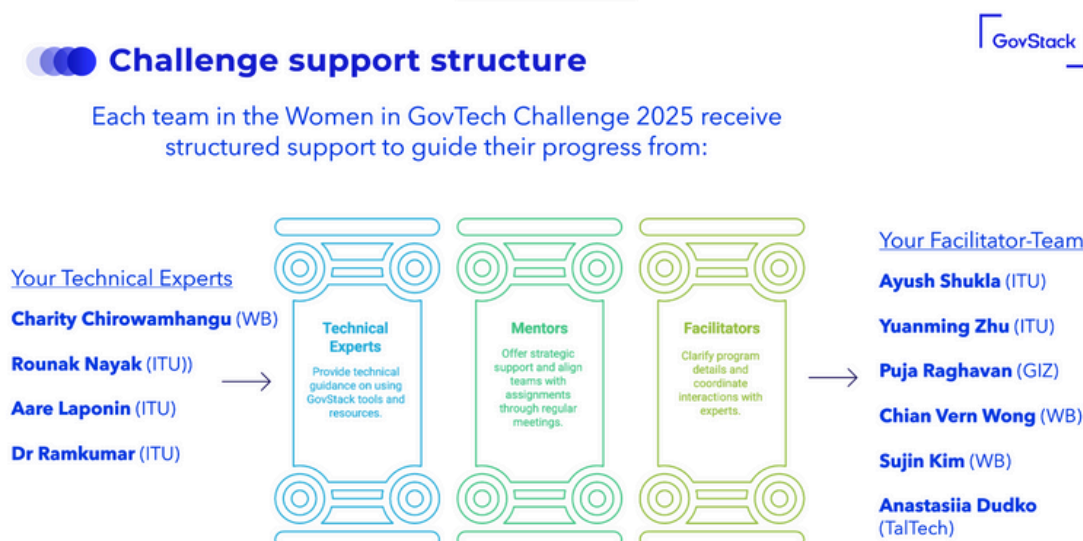 GovStack
Challenge support structure
Each team in the Women in GovTech Challenge 2025 receive
structured support to guide their progress from:
Your Technical Experts
Charity Chirowamhangu (WB)
Rounak Nayak (ITU))
Aare Laponin (ITU)
Dr Ramkumar (ITU)
Technical
Experts
Provide technical
guidance on using
GovStack tools and
resources.
Mentors
Offer strategic
support and align
teams with
assignments
through regular
meetings.
Facilitators
Clarify program
details and
coordinate
interactions with
experts.
Your Facilitator-Team
Ayush Shukla (ITU)
Yuanming Zhu (ITU)
Puja Raghavan (GIZ)
Chian Vern Wong (WB)
Sujin Kim (WB)
Anastasiia Dudko
(TalTech)